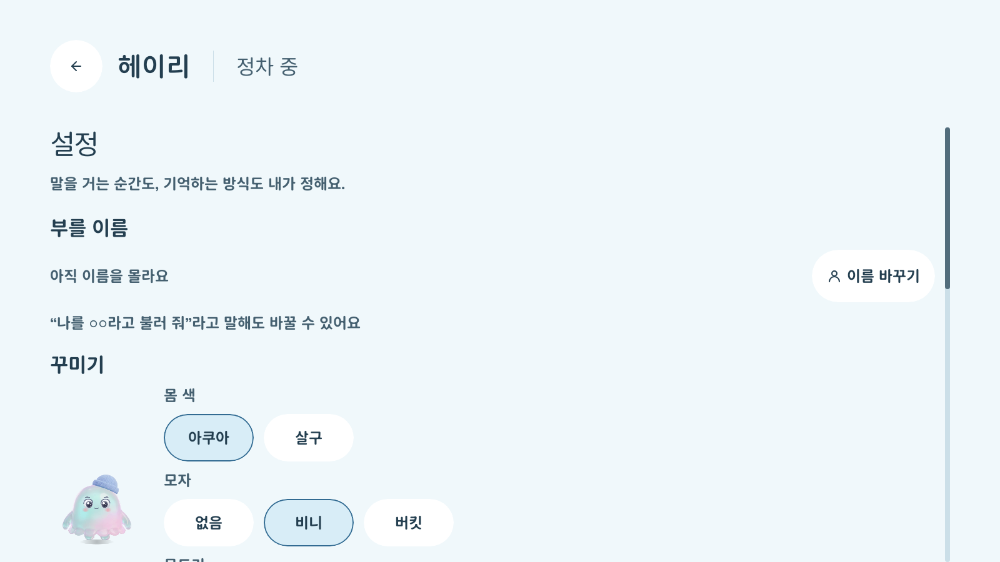 헤이리
정차 중
설정
말을 거는 순간도, 기억하는 방식도 내가 정해요.
부를 이름
아직 이름을 몰라요
이름 바꾸기
“나를 ○○라고 불러 줘”라고 말해도 바꿀 수 있어요
꾸미기
몸 색
아쿠아
살구
모자
없음
비니
버킷